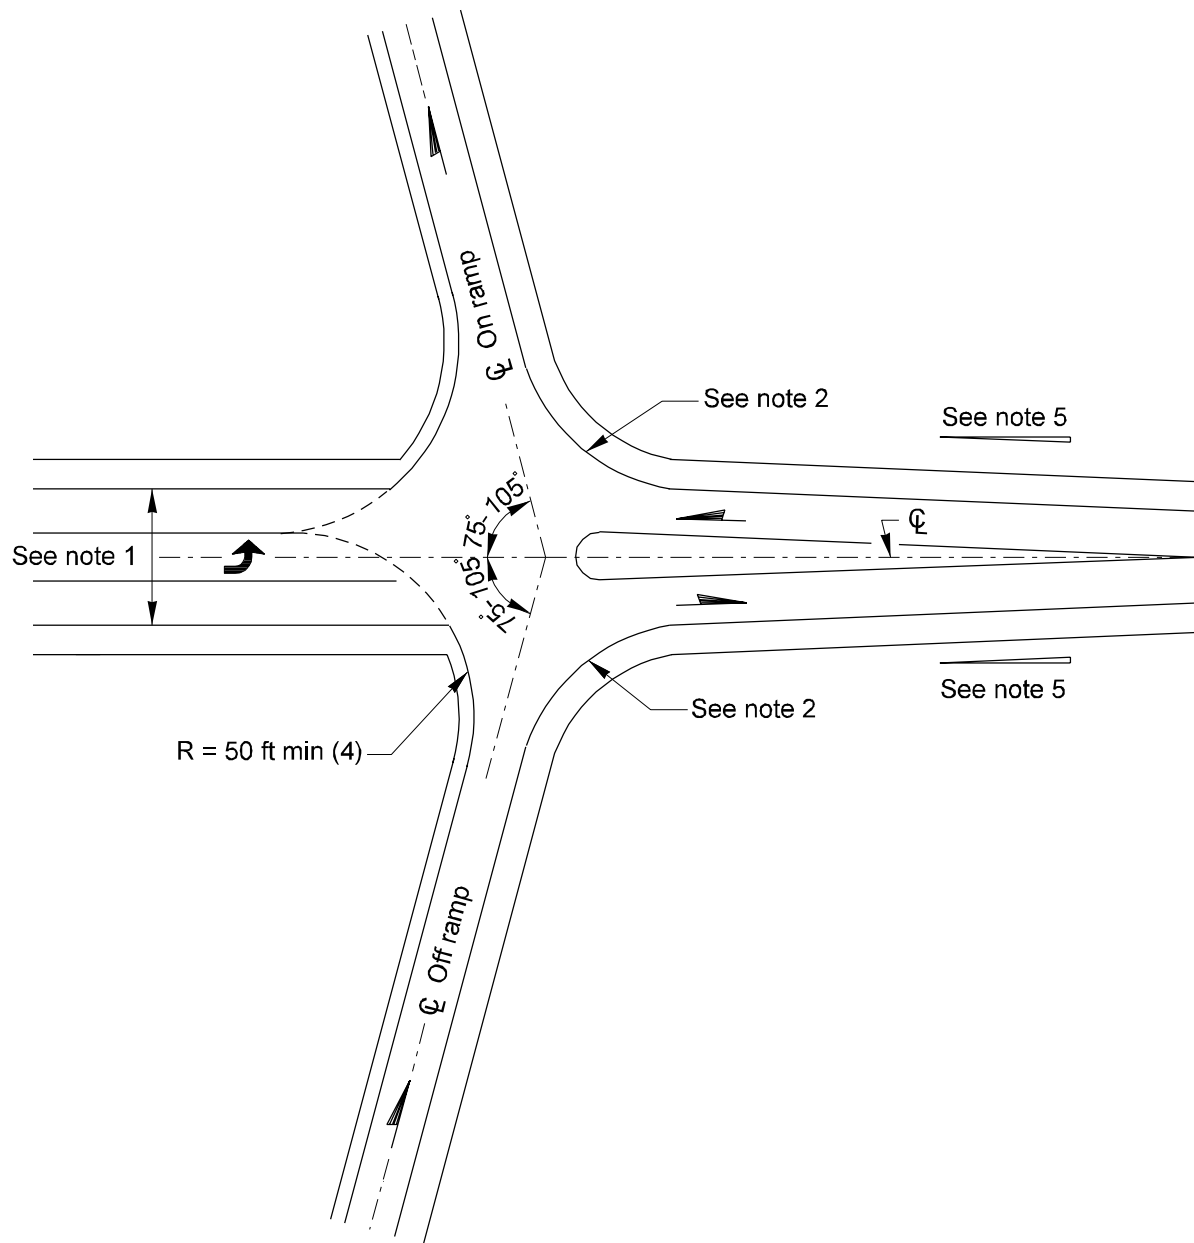 ℄ On ramp
See note 2
See note 5
75°-105°
℄
See note 1
75°-105°
See note 5
See note 2
R = 50 ft min (4)
℄ Off ramp